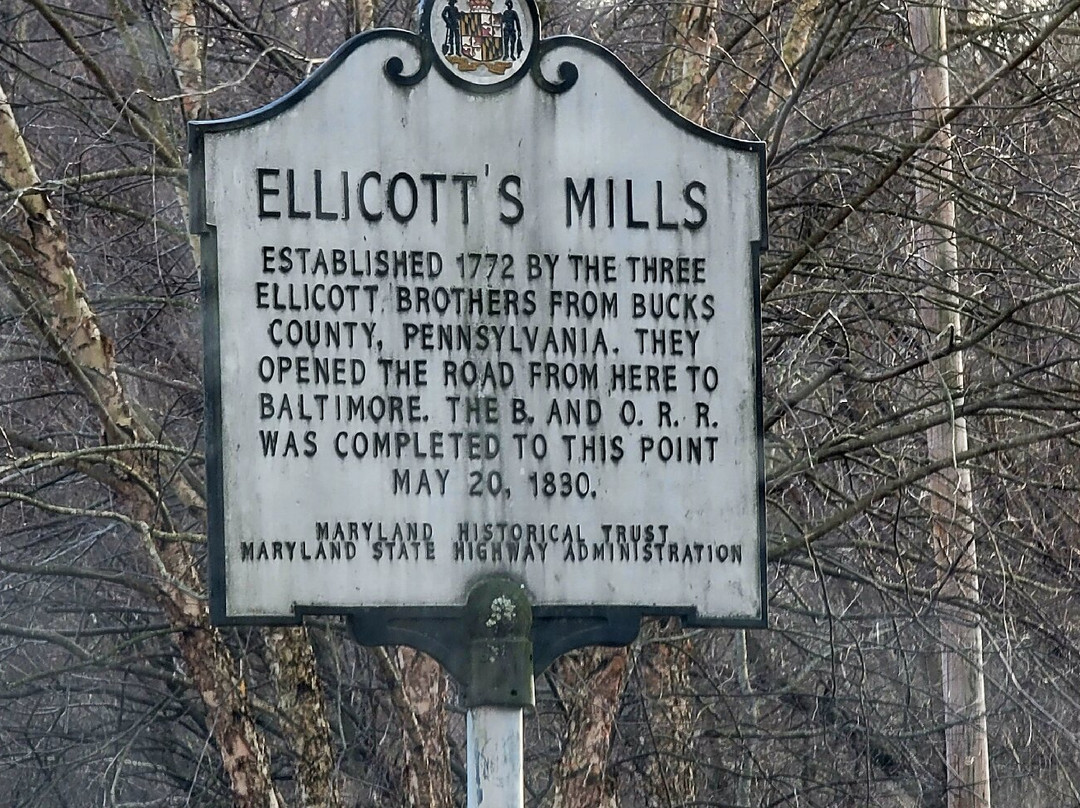 ELLICOTT'S MILLS
ESTABLISHED 1772 BY THE THREE
ELLICOTT BROTHERS FROM BUCKS
COUNTY, PENNSYLVANIA. THEY
OPENED THE ROAD FROM HERE TO
BALTIMORE. THE B. AND O. R. R.
WAS COMPLETED TO THIS POINT
MAY 20, 1830.
MARYLAND HISTORICAL TRUST
MARYLAND STATE HIGHWAY ADMINISTRATION